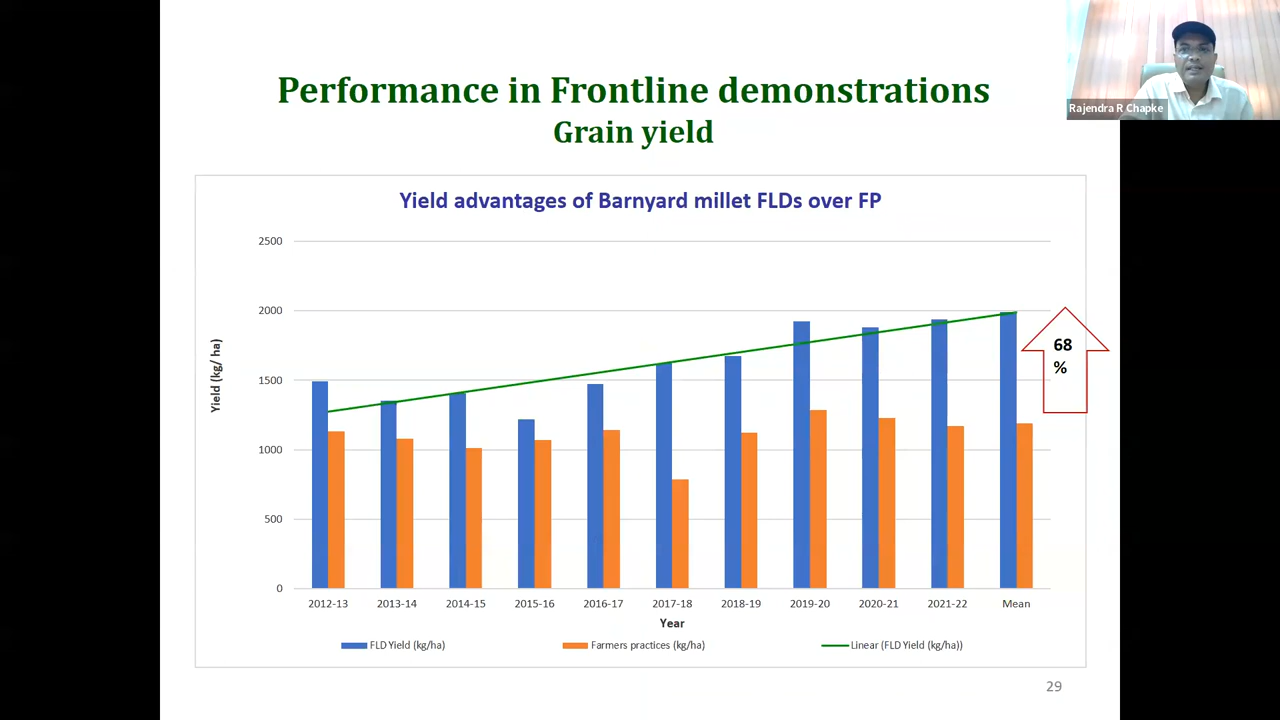 Performance in Frontline demonstrations
Grain yield
Rajendra R Chapke
Yield advantages of Barnyard millet FLDs over FP
2500
2000
1500
1000
500
0
Yield (kg/ ha)
68
%
2012-13 2013-14 2014-15 2015-16 2016-17 2017-18 2018-19 2019-20 2020-21 2021-22 Mean
Year
FLD Yield (kg/ha) Farmers practices (kg/ha) Linear (FLD Yield (kg/ha))
29